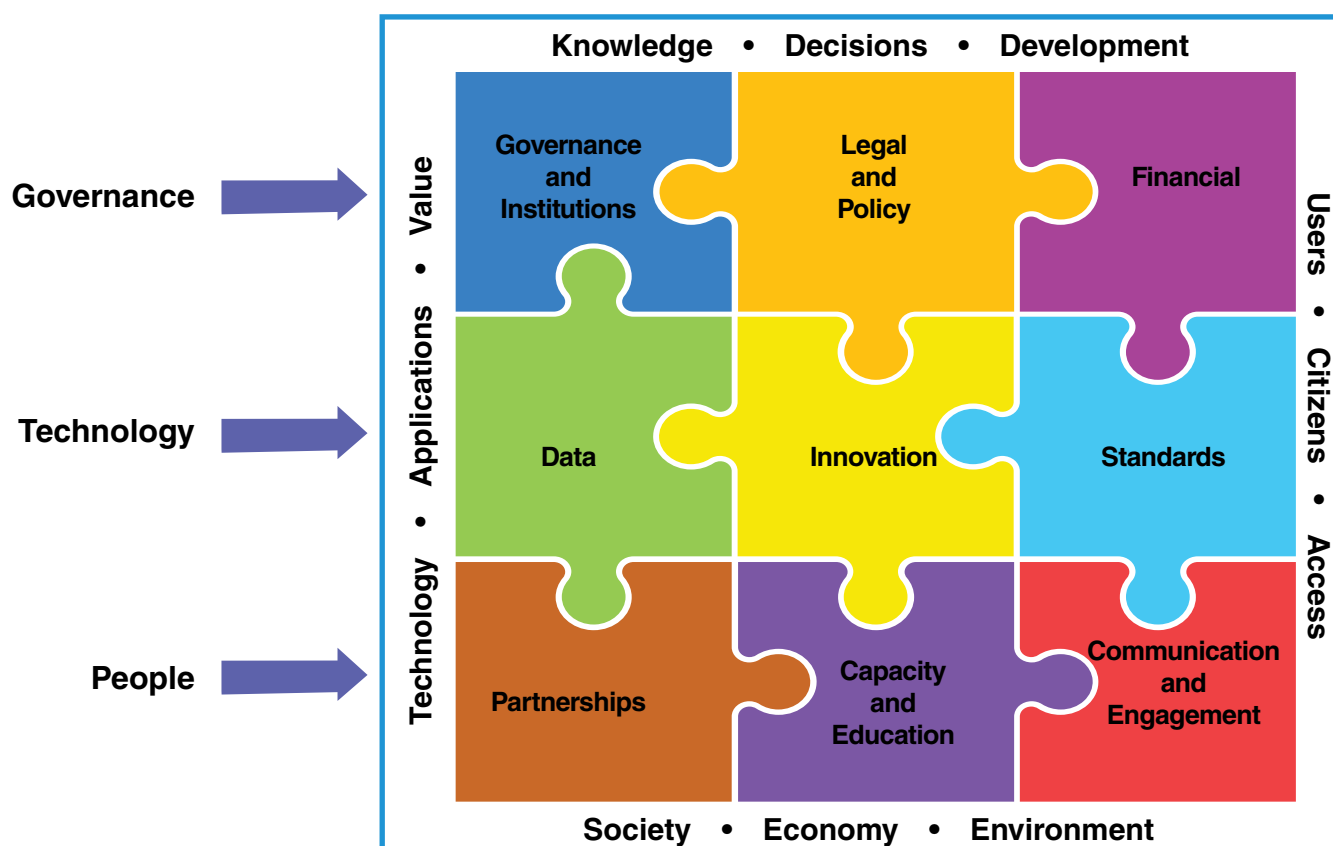 Knowledge • Decisions • Development
Governance
Technology
People
Technology • Applications • Value
Governance
and
Institutions
Legal
and
Policy
Financial
Data
Innovation
Standards
Partnerships
Capacity
and
Education
Communication
and
Engagement
Users • Citizens • Access
Society • Economy • Environment